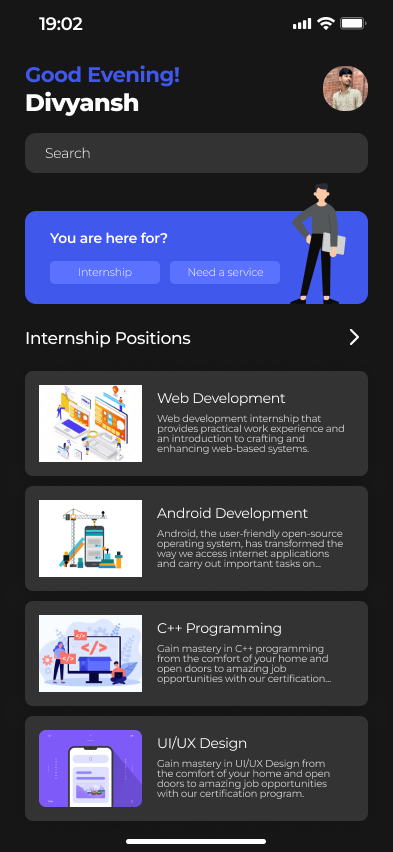 19:02
Good Evening!
Divyansh
Search
You are here for?
Internship
Need a service
Internship Positions
Web Development
Web development internship that
provides practical work experience and
an introduction to crafting and
enhancing web-based systems.
Android Development
Android, the user-friendly open-source
operating system, has transformed the
way we access internet applications
and carry out important tasks on...
C++ Programming
Gain mastery in C++ programming
from the comfort of your home and
open doors to amazing job
opportunities with our certification...
UI/UX Design
Gain mastery in UI/UX Design from
the comfort of your home and open
doors to amazing job opportunities
with our certification program.